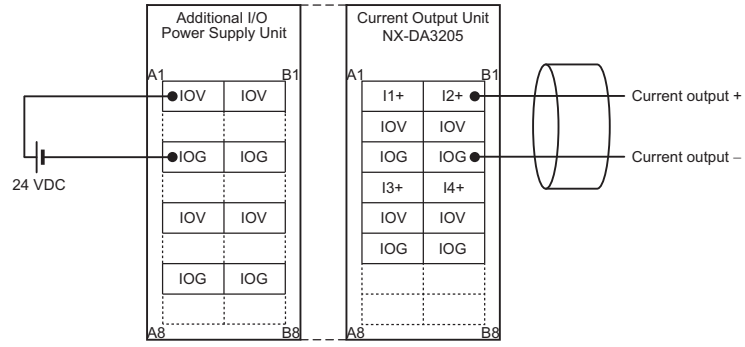 Additional I/O
Power Supply Unit
Current Output Unit
NX-DA3205
A1 B1 A1 B1
IOV IOV I1+ I2+ Current output +
IOV IOV
IOG IOG IOG IOG Current output −
24 VDC
I3+ I4+
IOV IOV IOV IOV
IOG IOG
IOG IOG
A8 B8 A8 B8